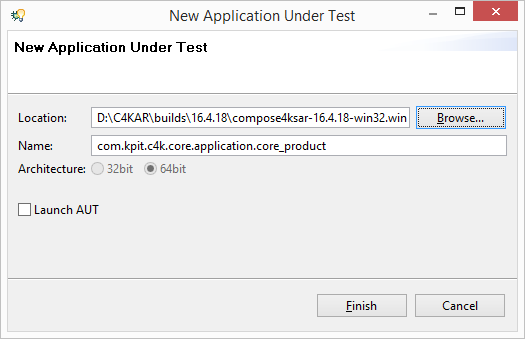 New Application Under Test
New Application Under Test
Location: D:\C4KAR\builds\16.4.18\compose4ksar-16.4.18-win32.win Browse...
Name: com.kpit.c4k.core.application.core_product
Architecture: 32bit 64bit
Launch AUT
Finish Cancel